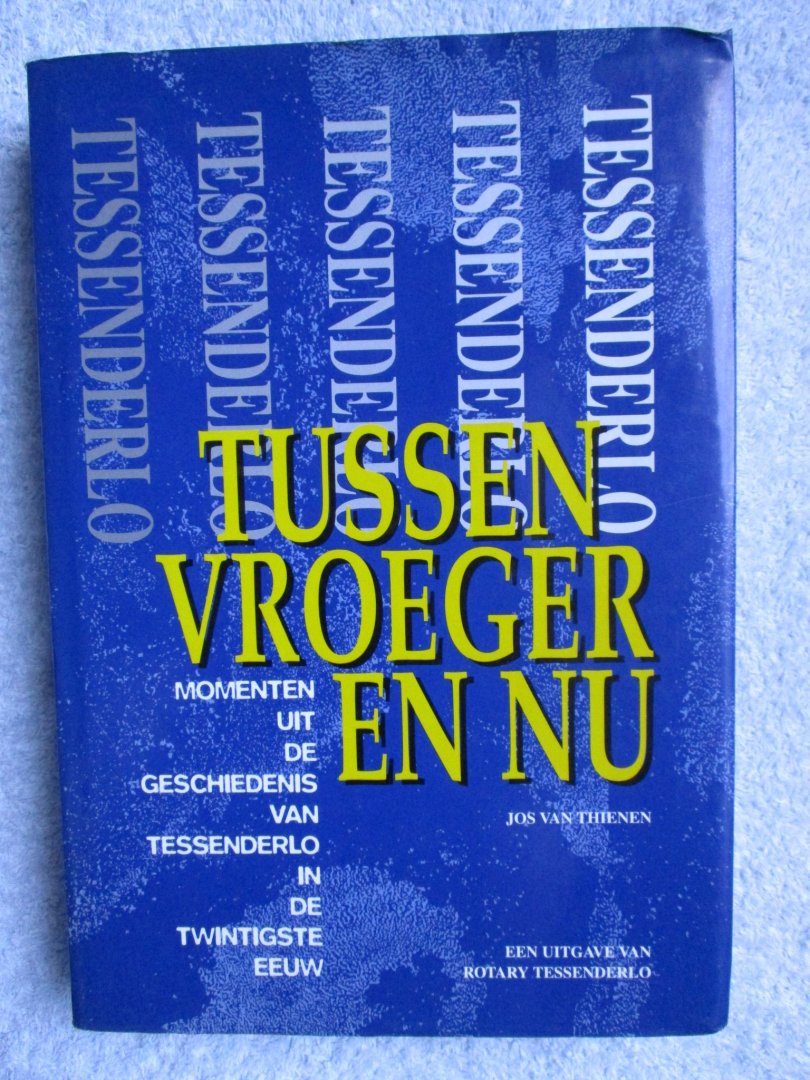 TESSENDERLO
TESSENDERLO
TESSENDERLO
TESSENDERLO
TESSENDERLO
TUSSEN
VROEGER
EN NU
MOMENTEN
UIT
DE
GESCHIEDENIS
VAN
TESSENDERLO
IN
DE
TWINTIGSTE
EEUW
JOS VAN THIENEN
EEN UITGAVE VAN
ROTARY TESSENDERLO